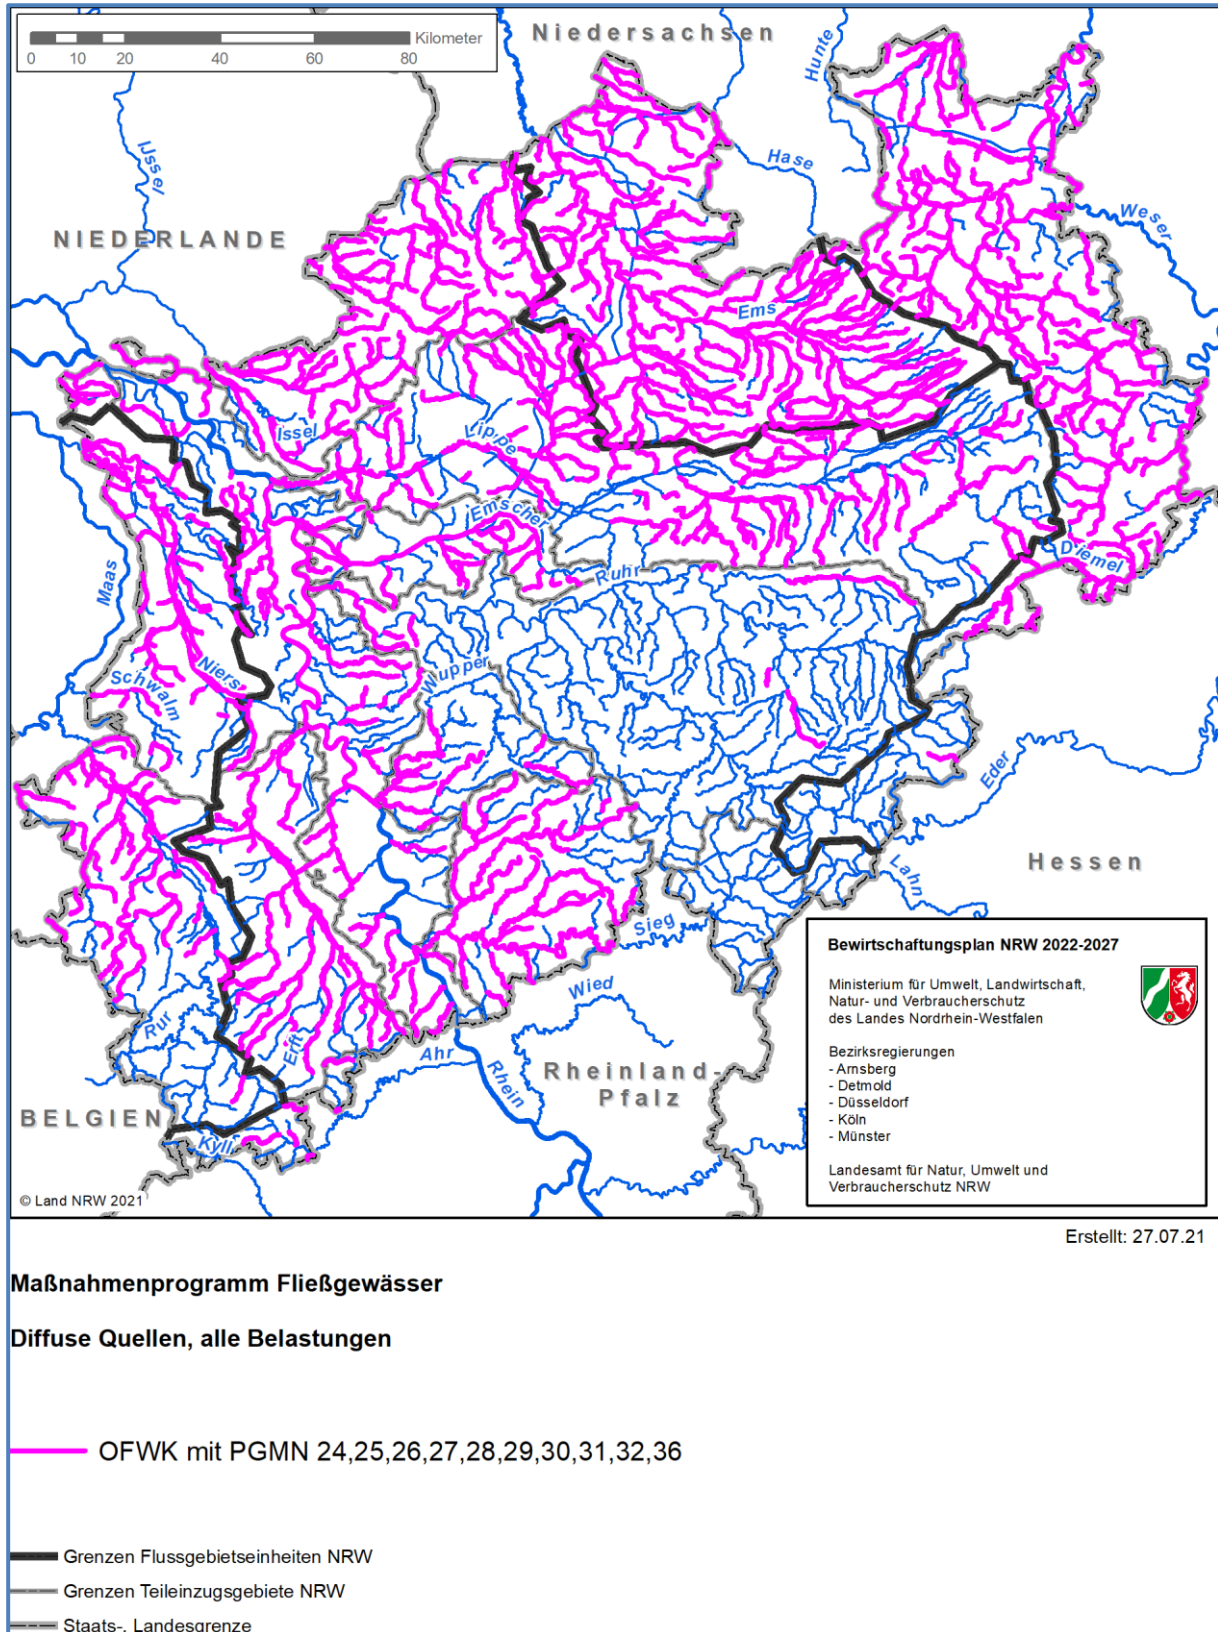 Kilometer
0 10 20 40 60 80
Niedersachsen
Hunte
IJssel
Hase
NIEDERLANDE
Weser
Ems
Issel
Lippe
Emscher
Diemel
Maas
Ruhr
Wupper
Niers
Schwalm
Eder
Hessen
Lahn
Sieg
Wied
Rur
Erft
Ahr
Rhein
Rheinland-
Pfalz
BELGIEN
Kyll
© Land NRW 2021
Bewirtschaftungsplan NRW 2022-2027
Ministerium für Umwelt, Landwirtschaft,
Natur- und Verbraucherschutz
des Landes Nordrhein-Westfalen
Bezirksregierungen
- Arnsberg
- Detmold
- Düsseldorf
- Köln
- Münster
Landesamt für Natur, Umwelt und
Verbraucherschutz NRW
Erstellt: 27.07.21
Maßnahmenprogramm Fließgewässer
Diffuse Quellen, alle Belastungen
OFWK mit PGMN 24,25,26,27,28,29,30,31,32,36
Grenzen Flussgebietseinheiten NRW
Grenzen Teileinzugsgebiete NRW
Staats-, Landesgrenze